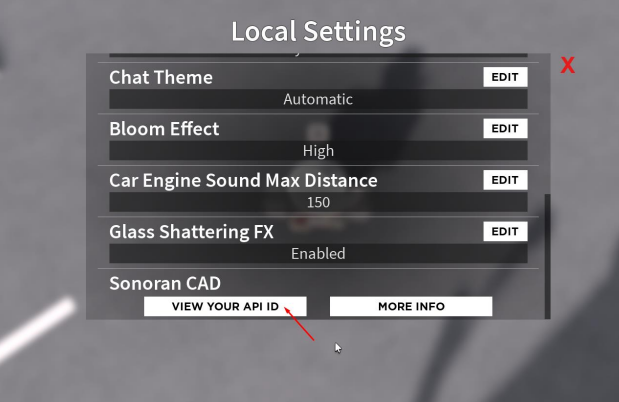 Local Settings
X
Chat Theme
EDIT
Automatic
Bloom Effect
EDIT
High
Car Engine Sound Max Distance
EDIT
150
Glass Shattering FX
EDIT
Enabled
Sonoran CAD
VIEW YOUR API ID
MORE INFO